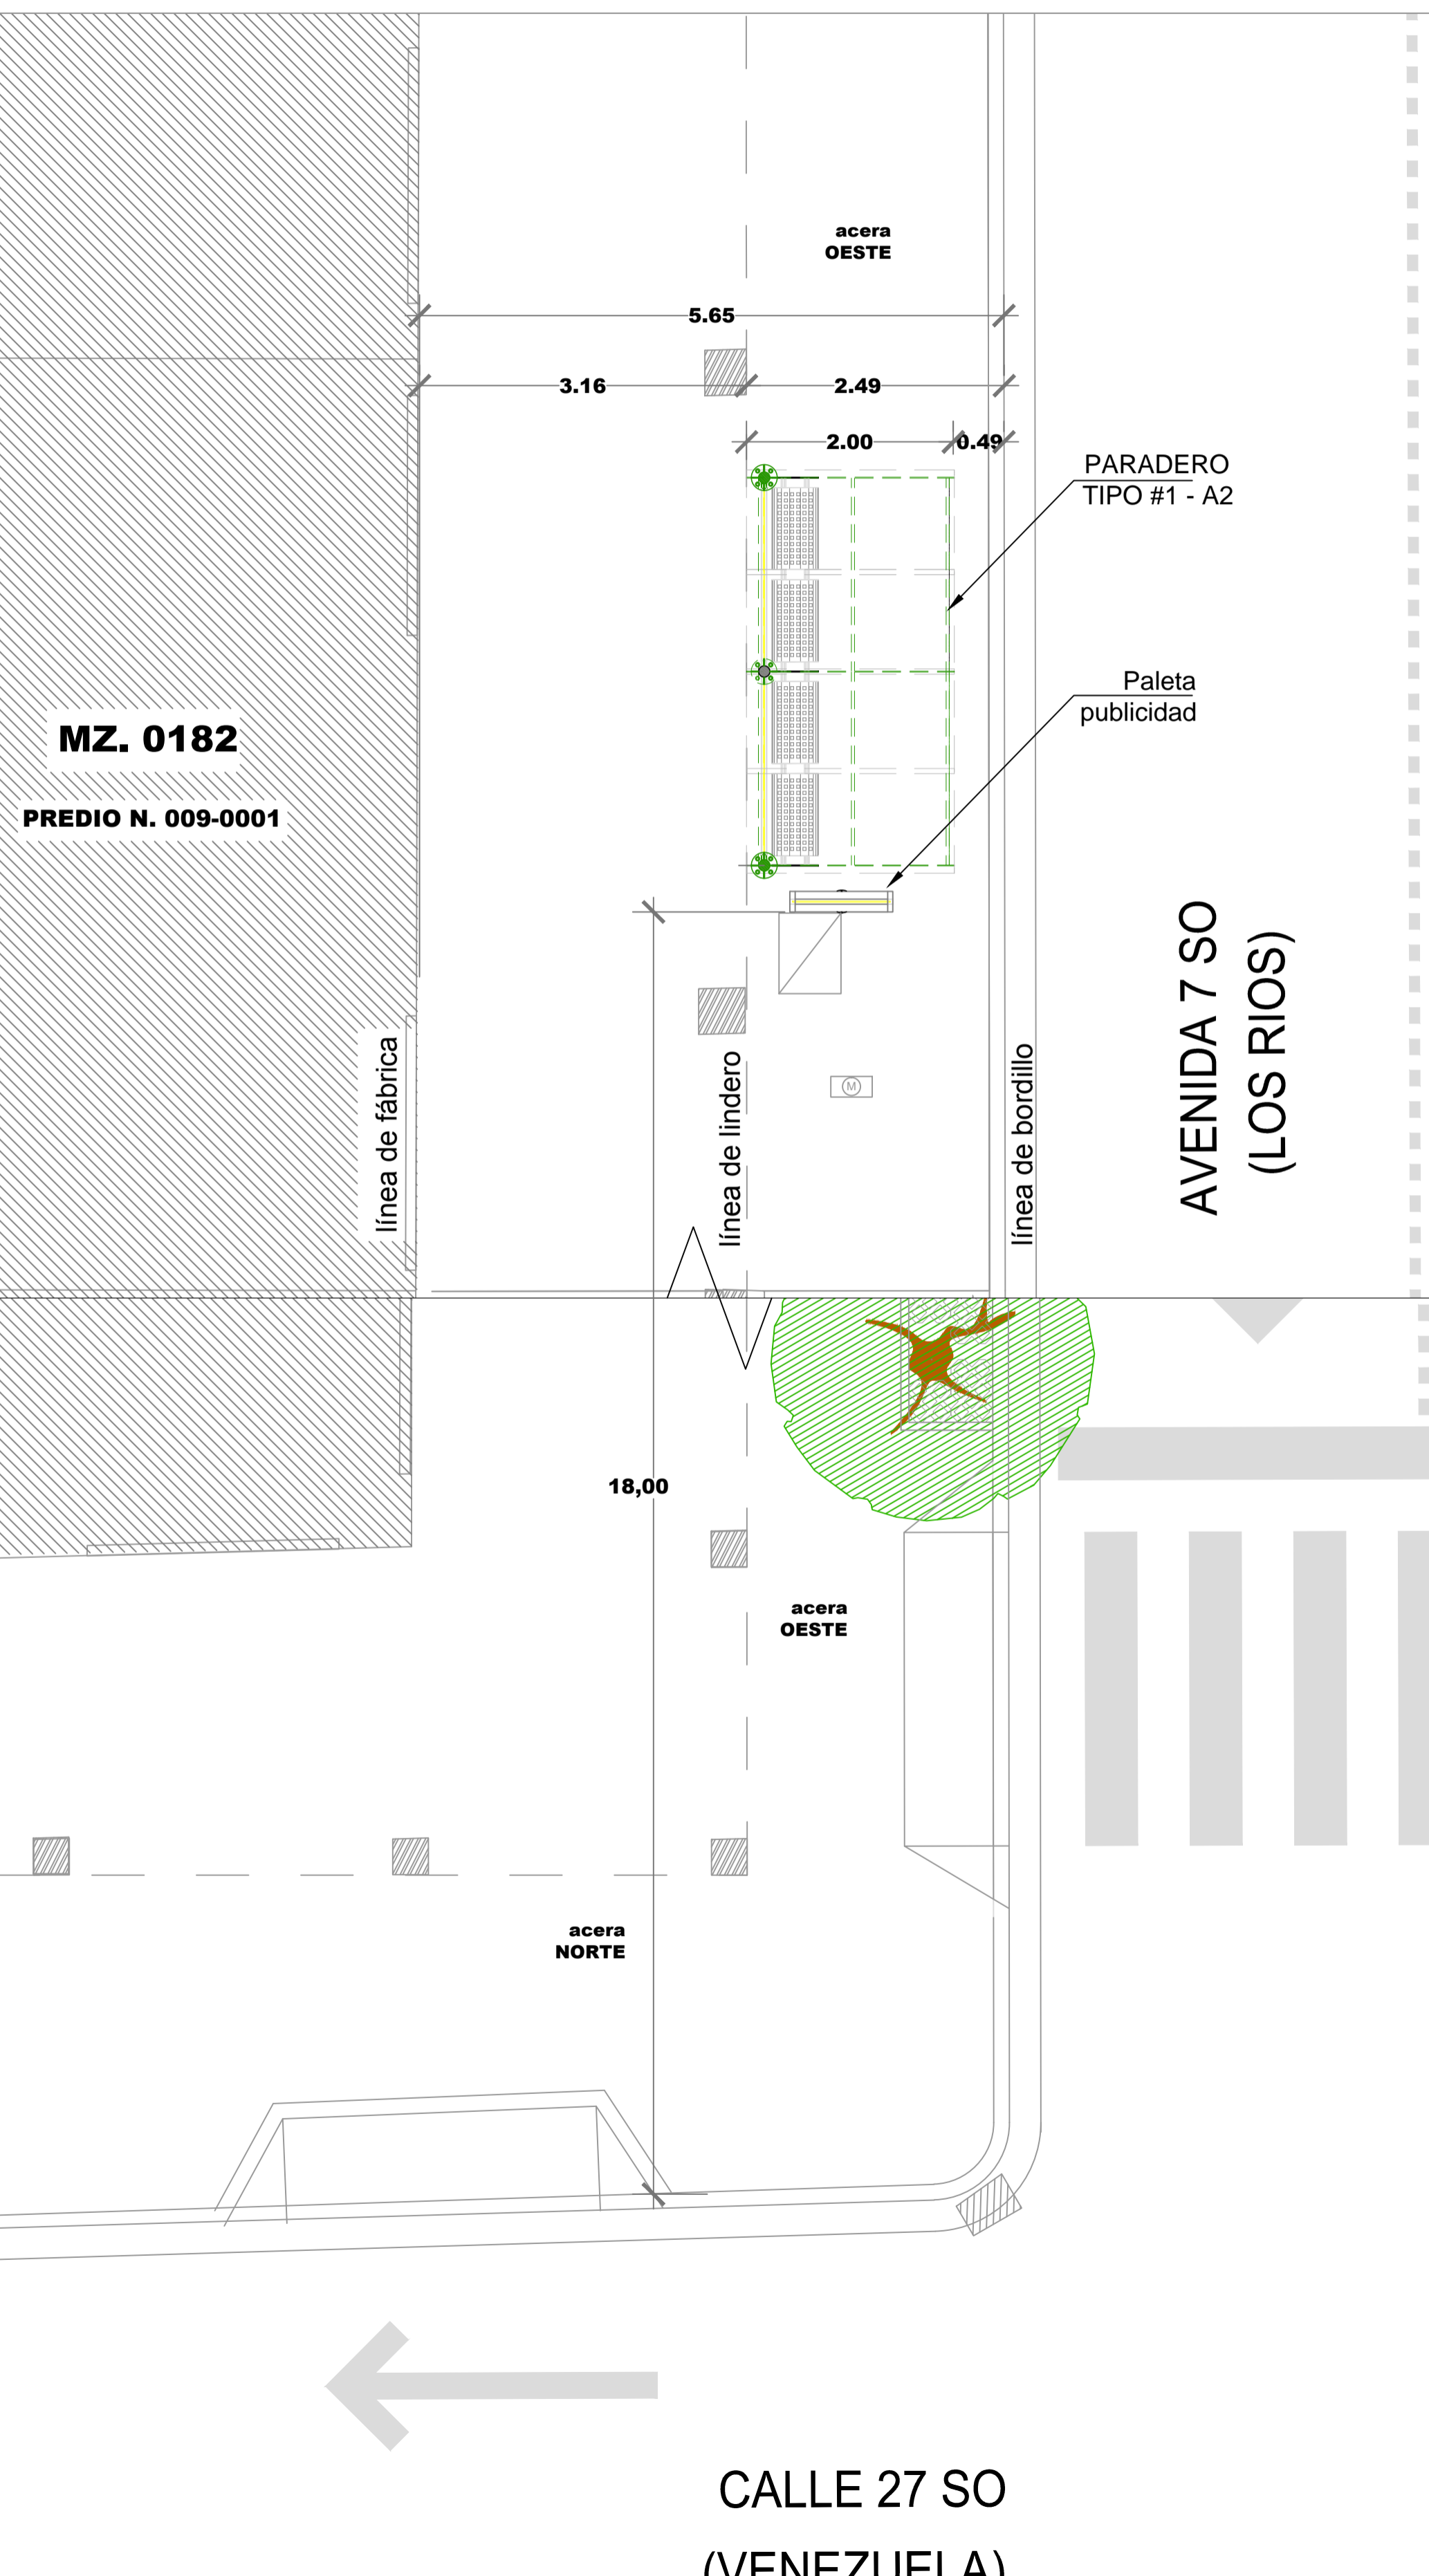 acera
OESTE
5.65
3.16
2.49
2.00
0.49
PARADERO
TIPO #1 - A2
Paleta
publicidad
MZ. 0182
PREDIO N. 009-0001
AVENIDA 7 SO
(LOS RIOS)
línea de fábrica
línea de lindero
línea de bordillo
M
18,00
acera
OESTE
acera
NORTE
CALLE 27 SO
(VENEZUELA)